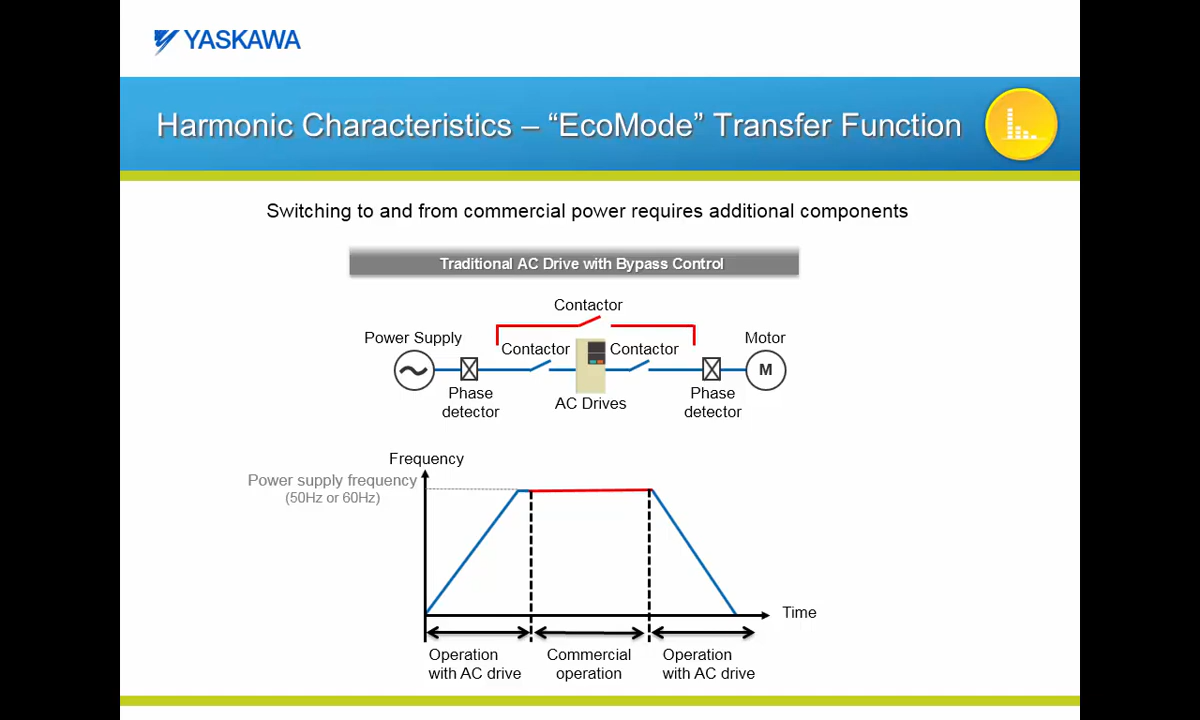 YASKAWA
Harmonic Characteristics – “EcoMode” Transfer Function
Switching to and from commercial power requires additional components
Traditional AC Drive with Bypass Control
Contactor
Power Supply
Contactor
Contactor
Motor
M
Phase
detector
AC Drives
Phase
detector
Frequency
Power supply frequency
(50Hz or 60Hz)
Time
Operation
with AC drive
Commercial
operation
Operation
with AC drive